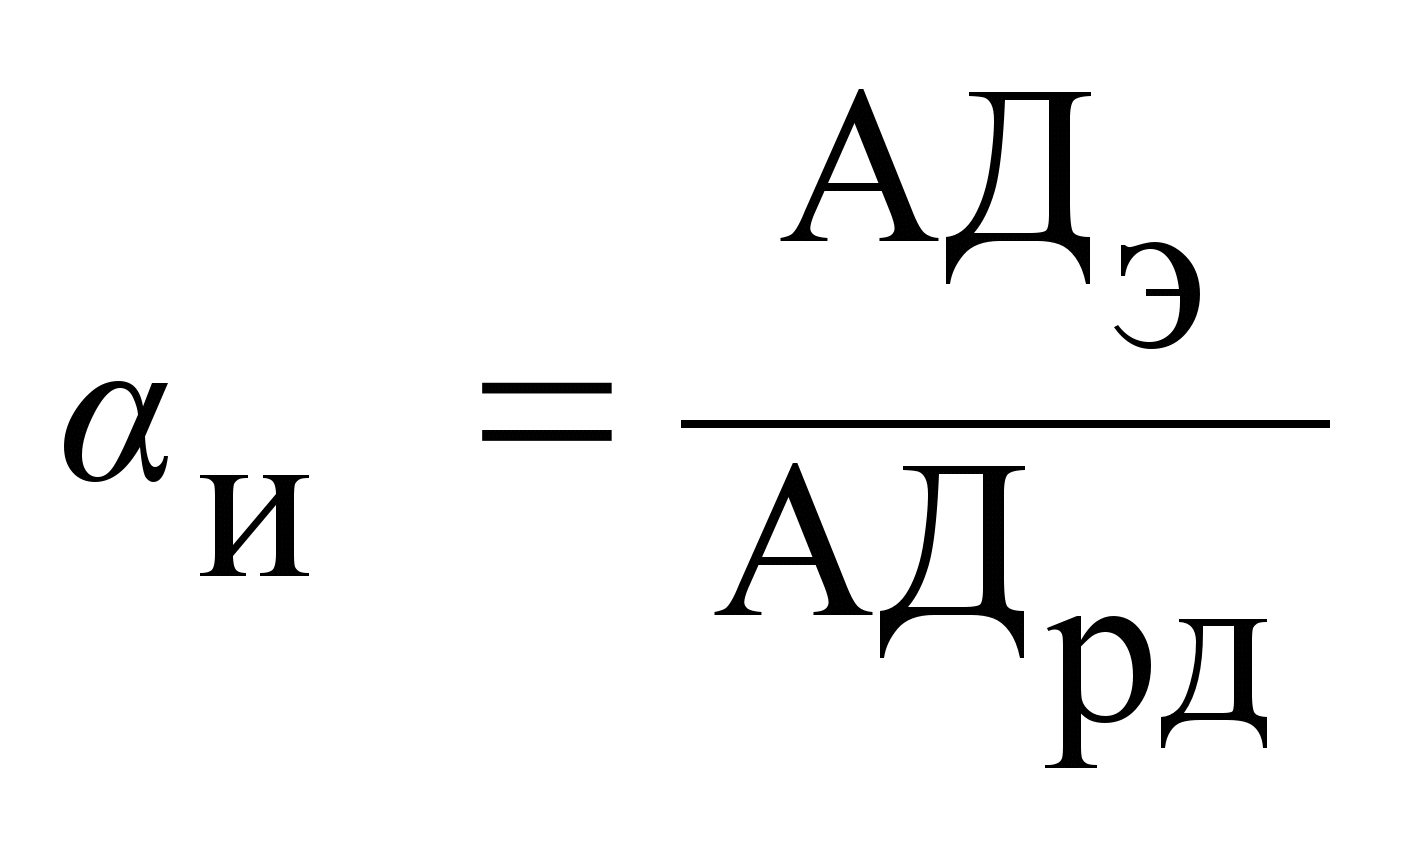 α и = АДэ
АДрд